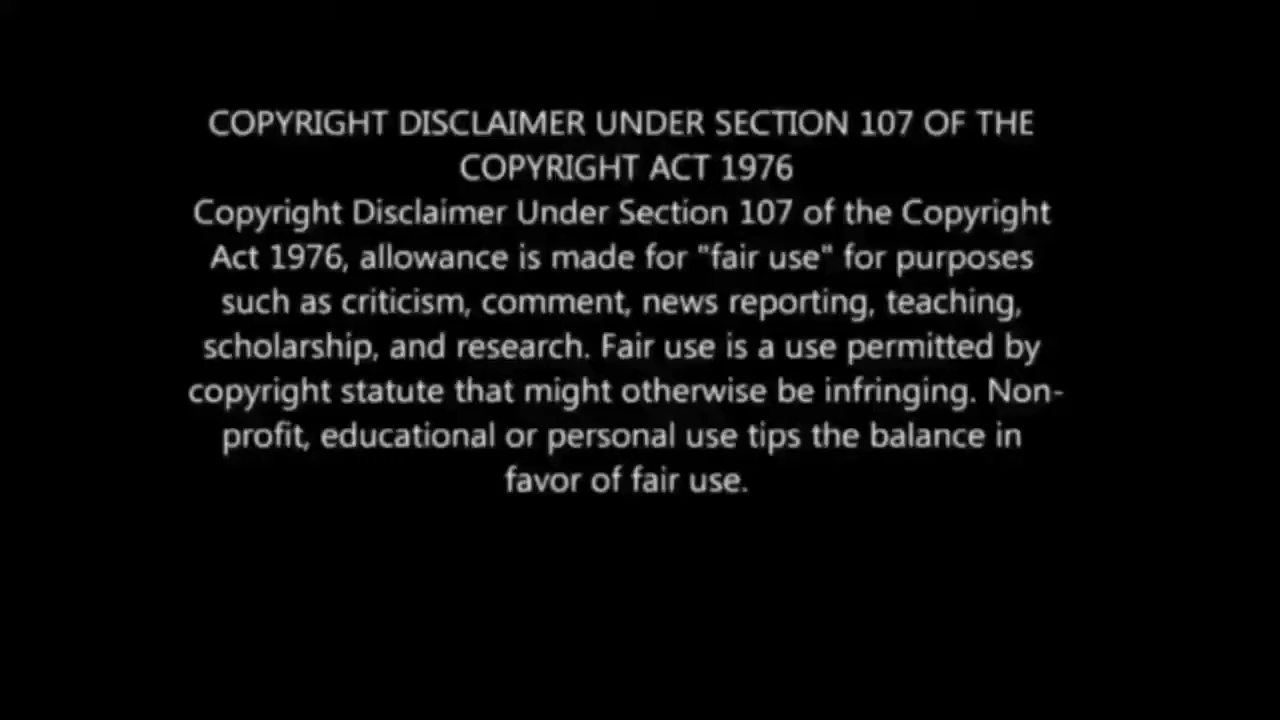 COPYRIGHT DISCLAIMER UNDER SECTION 107 OF THE
COPYRIGHT ACT 1976
Copyright Disclaimer Under Section 107 of the Copyright
Act 1976, allowance is made for "fair use" for purposes
such as criticism, comment, news reporting, teaching,
scholarship, and research. Fair use is a use permitted by
copyright statute that might otherwise be infringing. Non-
profit, educational or personal use tips the balance in
favor of fair use.